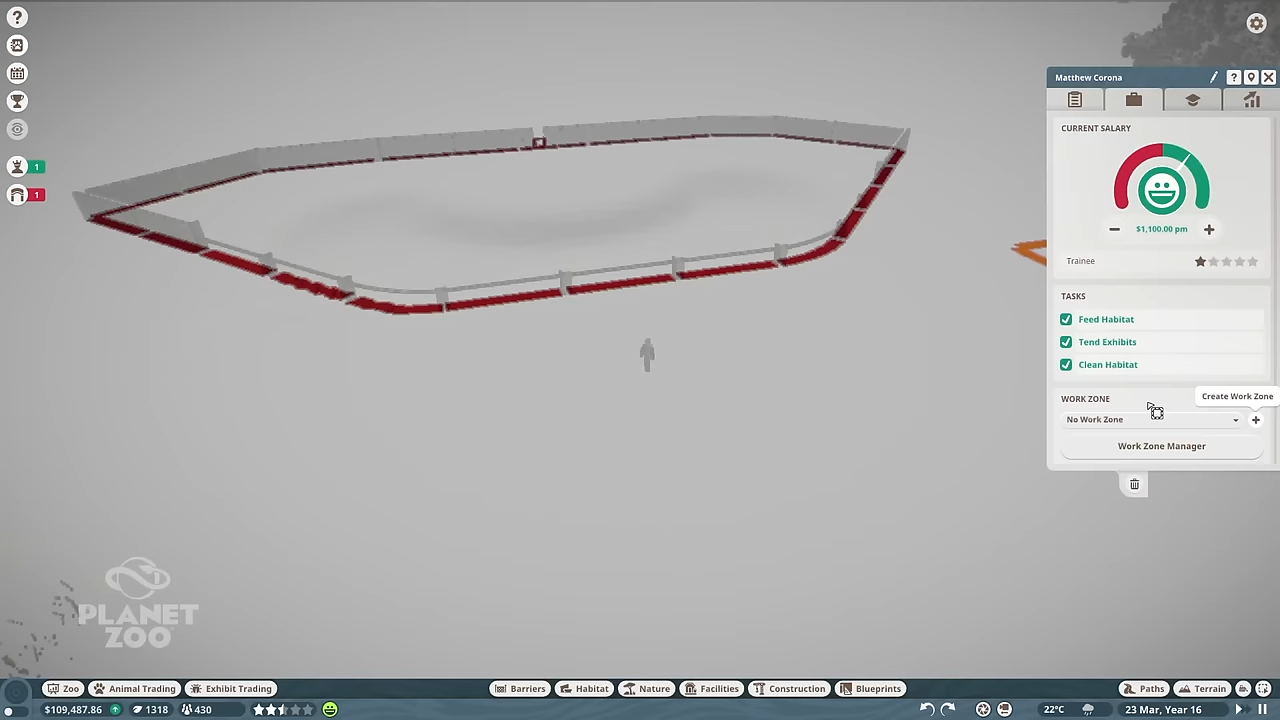 Matthew Corona
?
?
CURRENT SALARY
1
1
$1,100.00 pm
Trainee
TASKS
Feed Habitat
Tend Exhibits
Clean Habitat
WORK ZONE
Create Work Zone
No Work Zone
Work Zone Manager
PLANET
ZOO
Zoo Animal Trading Exhibit Trading Barriers Habitat Nature Facilities Construction Blueprints Paths Terrain
$109,487.86 1318 430 22°C 23 Mar, Year 16